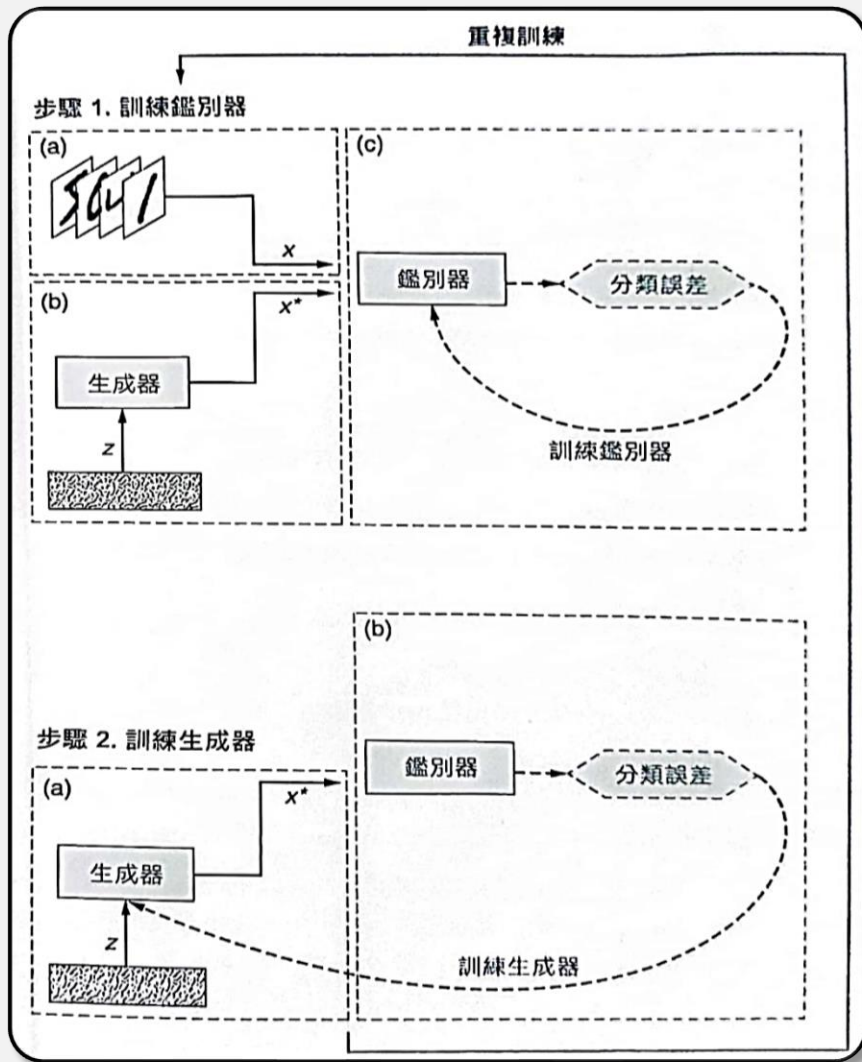 重複訓練
步驟 1. 訓練鑑別器
(a)
x
(b)
生成器
z
x*
(c)
鑑別器
分類誤差
訓練鑑別器
步驟 2. 訓練生成器
(a)
生成器
z
x*
(b)
鑑別器
分類誤差
訓練生成器